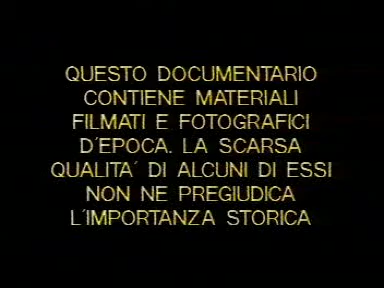 QUESTO DOCUMENTARIO
CONTIENE MATERIALI
FILMATI E FOTOGRAFICI
D´EPOCA. LA SCARSA
QUALITA´ DI ALCUNI DI ESSI
NON NE PREGIUDICA
L´IMPORTANZA STORICA